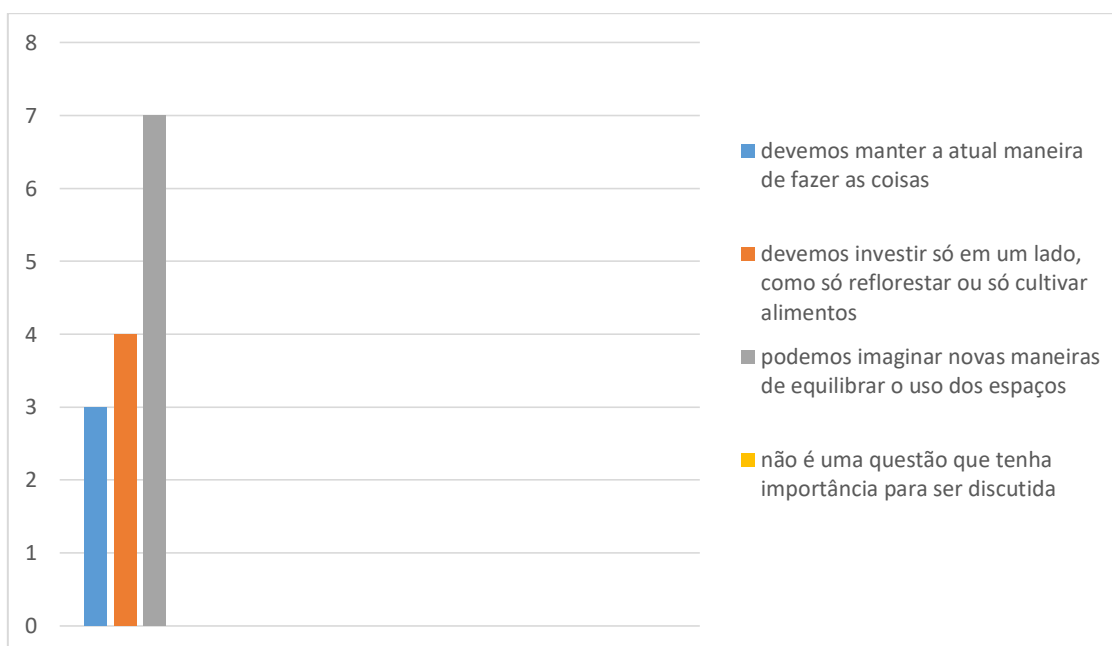 8
7
6
5
4
3
2
1
0
devemos manter a atual maneira
de fazer as coisas
devemos investir só em um lado,
como só reflorestar ou só cultivar
alimentos
podemos imaginar novas maneiras
de equilibrar o uso dos espaços
não é uma questão que tenha
importância para ser discutida